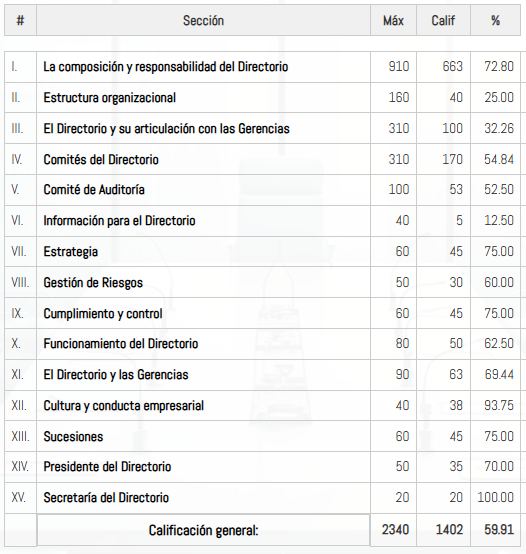 # Sección Máx Calif %
I. La composición y responsabilidad del Directorio 910 663 72.80
II. Estructura organizacional 160 40 25.00
III. El Directorio y su articulación con las Gerencias 310 100 32.26
IV. Comités del Directorio 310 170 54.84
V. Comité de Auditoría 100 53 52.50
VI. Información para el Directorio 40 5 12.50
VII. Estrategia 60 45 75.00
VIII. Gestión de Riesgos 50 30 60.00
IX. Cumplimiento y control 60 45 75.00
X. Funcionamiento del Directorio 80 50 62.50
XI. El Directorio y las Gerencias 90 63 69.44
XII. Cultura y conducta empresarial 40 38 93.75
XIII. Sucesiones 60 45 75.00
XIV. Presidente del Directorio 50 35 70.00
XV. Secretaría del Directorio 20 20 100.00
Calificación general: 2340 1402 59.91